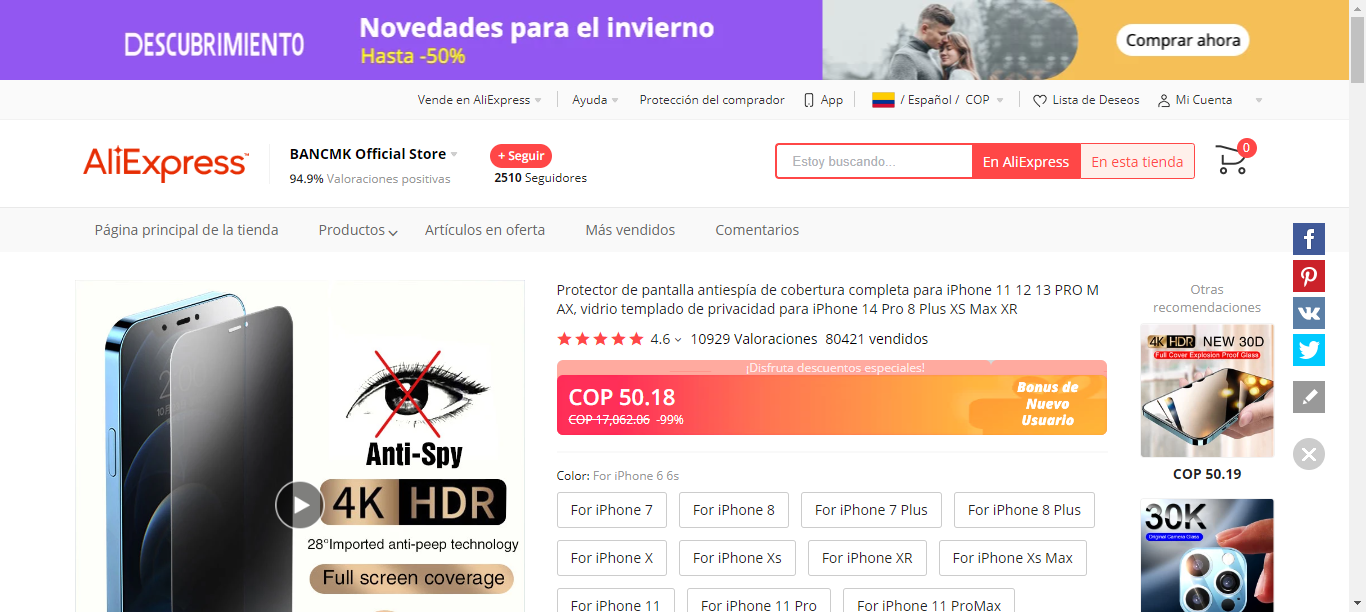 DESCUBRIMIENTO
Novedades para el invierno
Hasta -50%
Comprar ahora
Vende en AliExpress
Ayuda
Protección del comprador
App
/ Español / COP
Lista de Deseos
Mi Cuenta
AliExpress™
BANCMK Official Store
94.9% Valoraciones positivas
+ Seguir
2510 Seguidores
Estoy buscando...
En AliExpress
En esta tienda
0
Página principal de la tienda
Productos
Artículos en oferta
Más vendidos
Comentarios
Anti-Spy
4K HDR
28°Imported anti-peep technology
Full screen coverage
Protector de pantalla antiespía de cobertura completa para iPhone 11 12 13 PRO M
AX, vidrio templado de privacidad para iPhone 14 Pro 8 Plus XS Max XR
4.6
10929 Valoraciones
80421 vendidos
¡Disfruta descuentos especiales!
COP 50.18
COP 17,062.06 -99%
Bonus de
Nuevo
Usuario
Color: For iPhone 6 6s
For iPhone 7
For iPhone 8
For iPhone 7 Plus
For iPhone 8 Plus
For iPhone X
For iPhone Xs
For iPhone XR
For iPhone Xs Max
For iPhone 11
For iPhone 11 Pro
For iPhone 11 ProMax
Otras
recomendaciones
4K HDR NEW 30D
Full Cover Explosion Proof Glass
COP 50.19
30K
Original Camera Glass